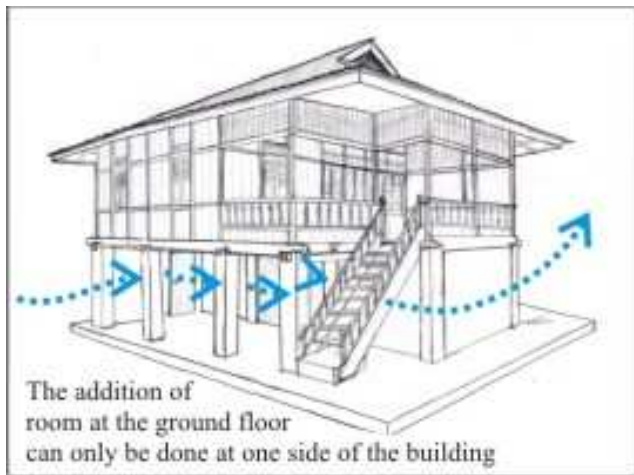 The addition of
room at the ground floor
can only be done at one side of the building